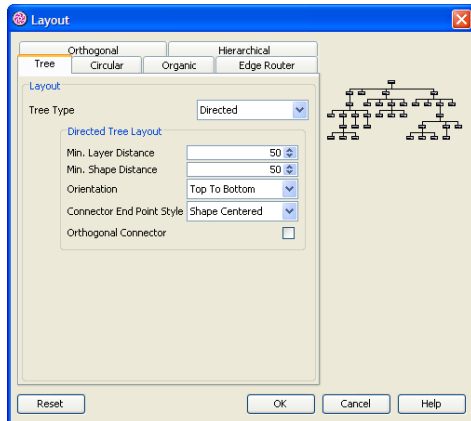 Layout
Orthogonal Hierarchical
Tree Circular Organic Edge Router
Layout
Tree Type Directed
Directed Tree Layout
Min. Layer Distance 50
Min. Shape Distance 50
Orientation Top To Bottom
Connector End Point Style Shape Centered
Orthogonal Connector
Reset OK Cancel Help